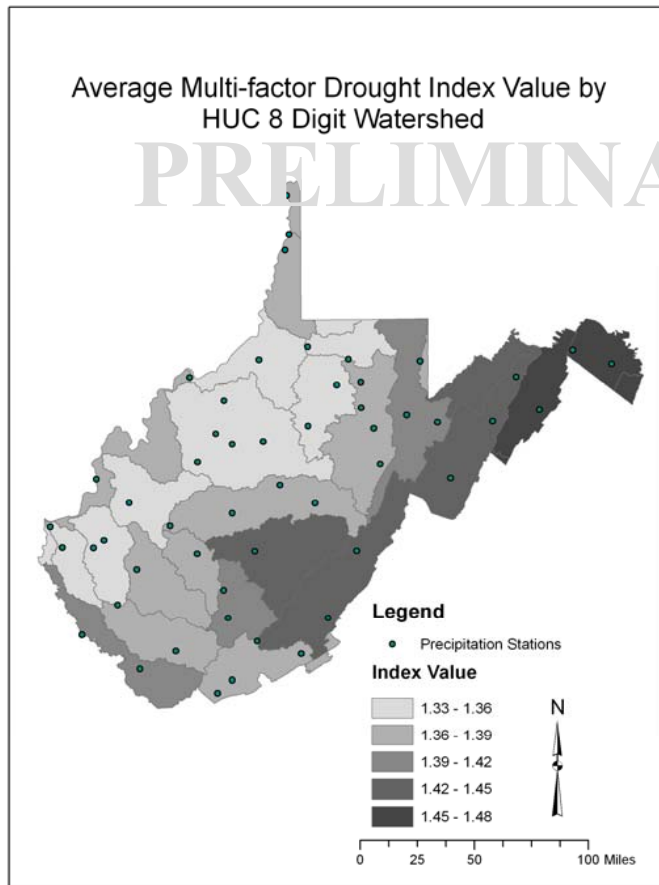 Average Multi-factor Drought Index Value by
HUC 8 Digit Watershed
PRELIMINA
Legend
Precipitation Stations
Index Value
1.33 - 1.36
1.36 - 1.39
1.39 - 1.42
1.42 - 1.45
1.45 - 1.48
N
0 25 50 100 Miles